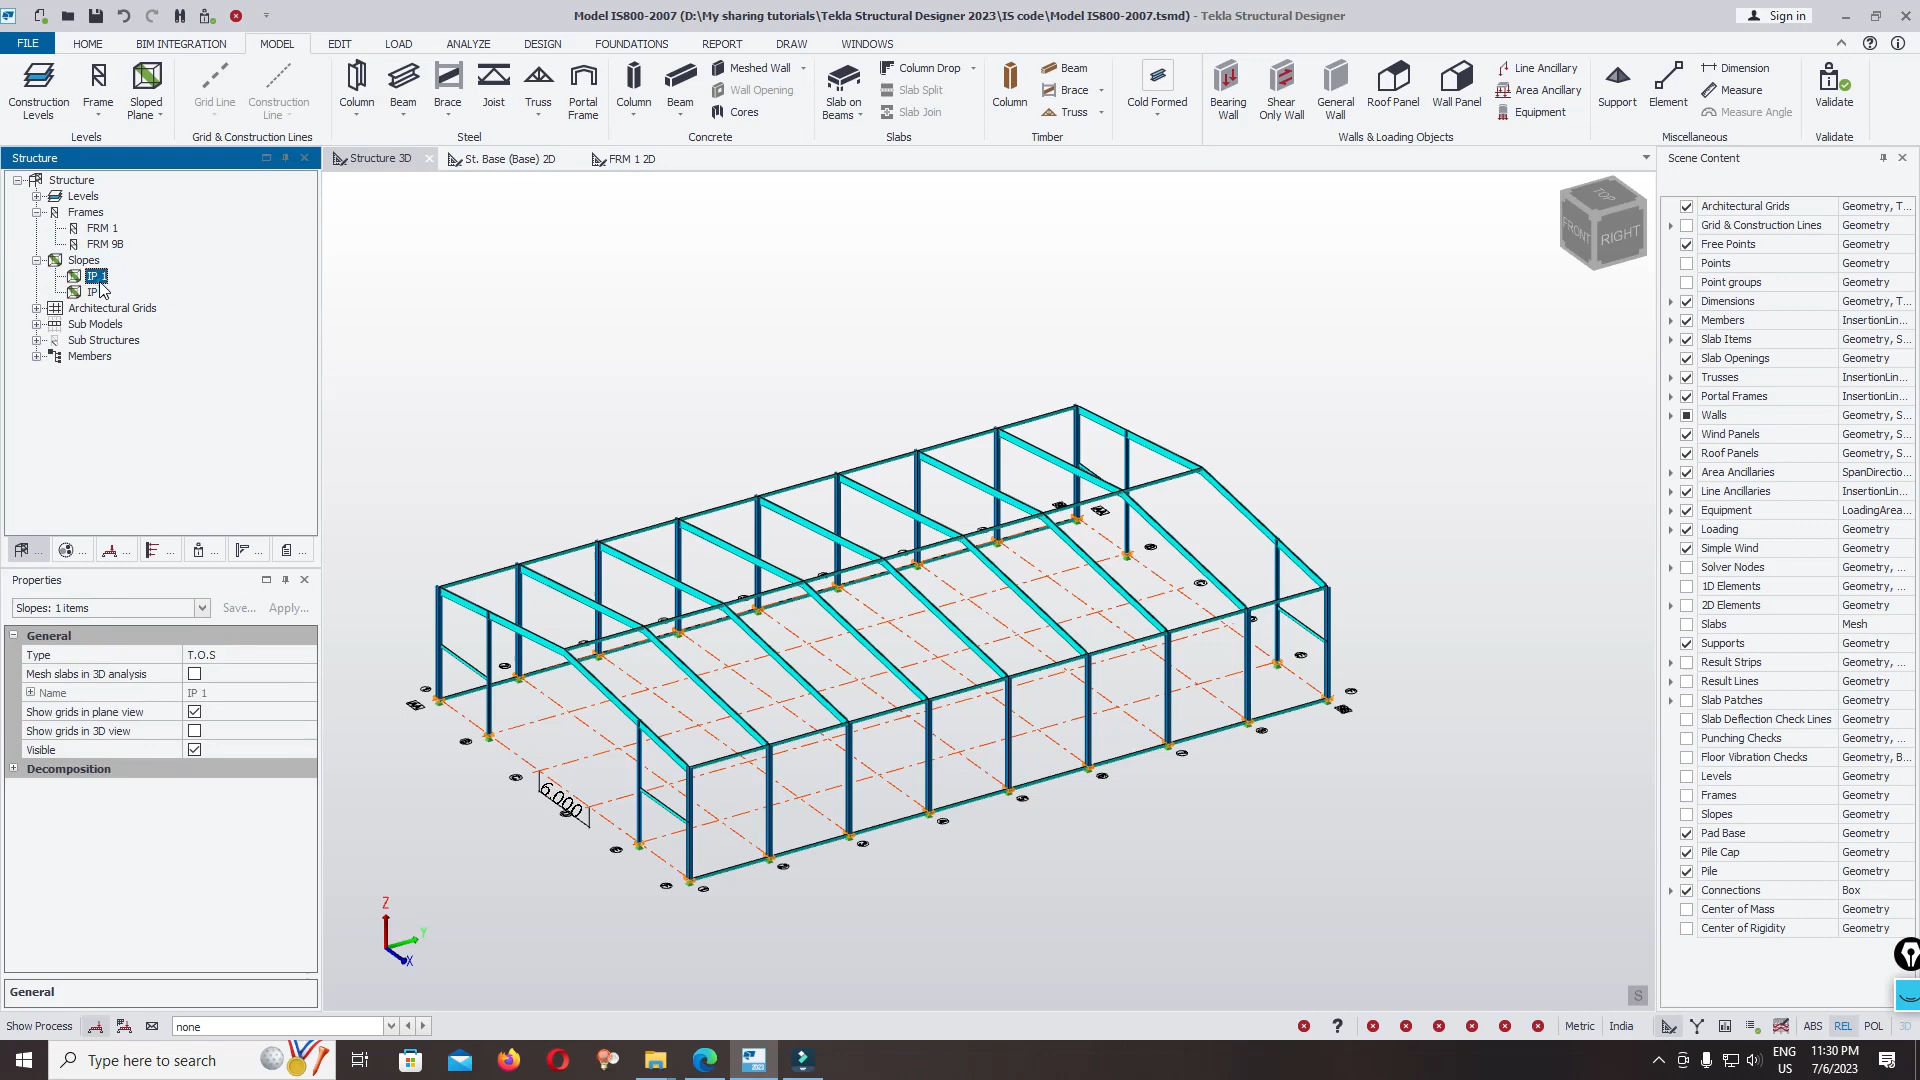 Model IS800-2007 (D:\My sharing tutorials\Tekla Structural Designer 2023\IS code\Model IS800-2007.tsmd) - Tekla Structural Designer
Sign in
FILE HOME BIM INTEGRATION MODEL EDIT LOAD ANALYZE DESIGN FOUNDATIONS REPORT DRAW WINDOWS
Construction Levels
Frame
Sloped Plane
Levels
Grid Line
Construction Line
Grid & Construction Lines
Column
Beam
Brace
Joist
Truss
Portal Frame
Steel
Column
Beam
Meshed Wall
Wall Opening
Cores
Concrete
Slab on Beams
Column Drop
Slab Split
Slab Join
Slabs
Column
Beam
Brace
Truss
Timber
Cold Formed
Bearing Wall
Shear Only Wall
General Wall
Roof Panel
Wall Panel
Line Ancillary
Area Ancillary
Equipment
Walls & Loading Objects
Support
Element
Dimension
Measure
Measure Angle
Miscellaneous
Validate
Validate
Structure
Structure
Levels
Frames
FRM 1
FRM 9B
Slopes
IP 1
IP
Architectural Grids
Sub Models
Sub Structures
Members
Properties
Slopes: 1 items
Save...
Apply...
General
Type T.O.S
Mesh slabs in 3D analysis
Name IP 1
Show grids in plane view
Show grids in 3D view
Visible
Decomposition
General
Structure 3D
St. Base (Base) 2D
FRM 1 2D
TOP
FRONT
RIGHT
6.000
Z
Y
X
S
Scene Content
Architectural Grids Geometry, T...
Grid & Construction Lines Geometry
Free Points Geometry
Points Geometry
Point groups Geometry
Dimensions Geometry, T...
Members InsertionLin...
Slab Items Geometry, S...
Slab Openings Geometry
Trusses InsertionLin...
Portal Frames InsertionLin...
Walls Geometry, S...
Wind Panels Geometry, S...
Roof Panels Geometry, S...
Area Ancillaries SpanDirectio...
Line Ancillaries InsertionLin...
Equipment LoadingArea...
Loading Geometry
Simple Wind Geometry
Solver Nodes Geometry
1D Elements Geometry, ...
2D Elements Geometry
Slabs Mesh
Supports Geometry
Result Strips Geometry, ...
Result Lines Geometry
Slab Patches Geometry
Slab Deflection Check Lines Geometry
Punching Checks Geometry, ...
Floor Vibration Checks Geometry, B...
Levels Geometry
Frames Geometry
Slopes Geometry
Pad Base Geometry
Pile Cap Geometry
Pile Geometry
Connections Box
Center of Mass Geometry
Center of Rigidity Geometry
Show Process
none
Metric India
ABS REL POL 3D
Type here to search
2023
ENG
US
11:30 PM
7/6/2023